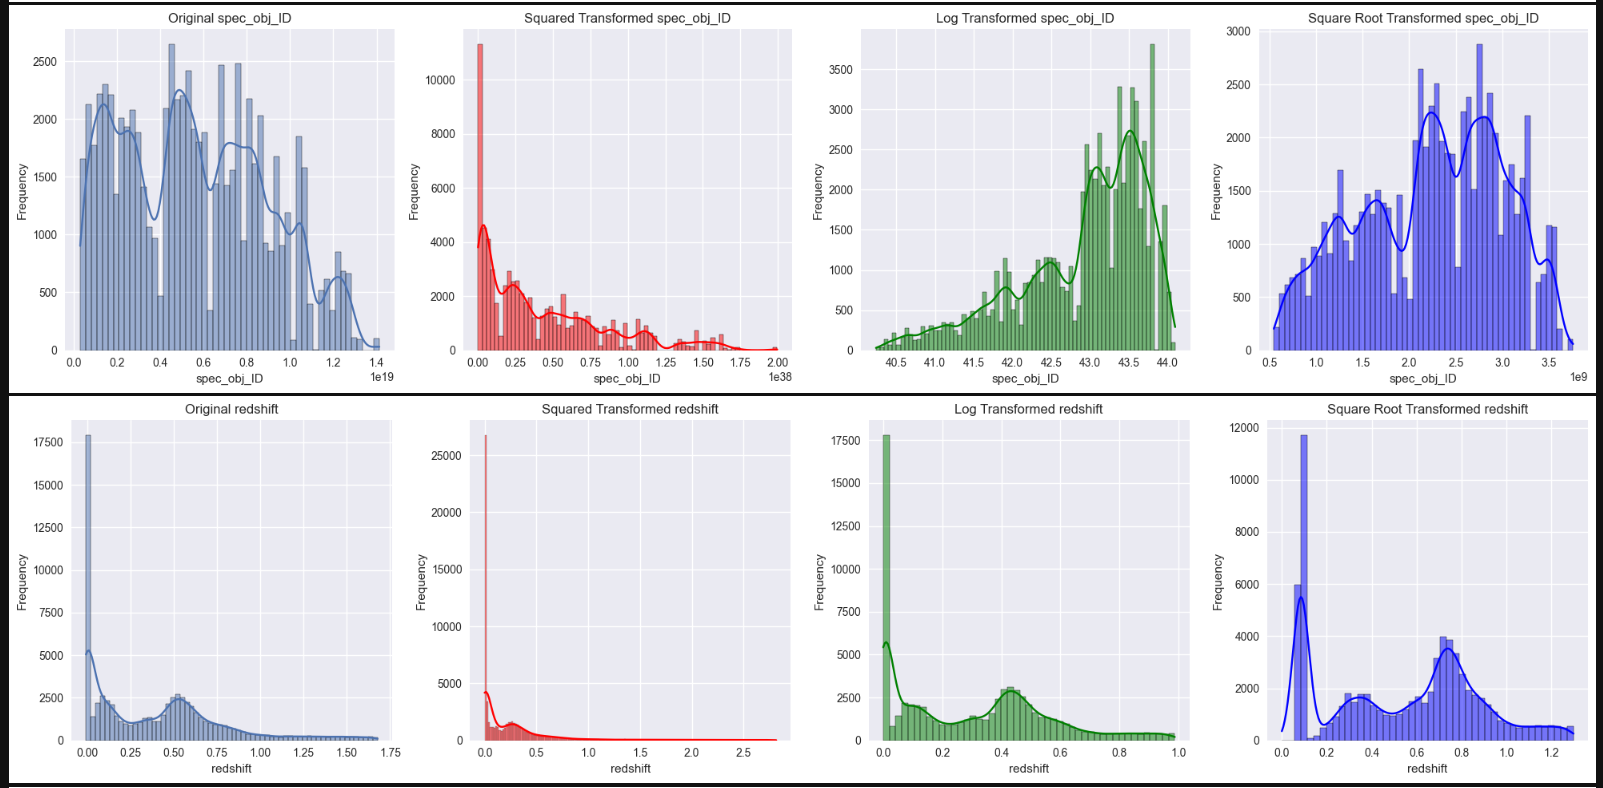 Original spec_obj_ID
Squared Transformed spec_obj_ID
Log Transformed spec_obj_ID
Square Root Transformed spec_obj_ID
Frequency
2500
2000
1500
1000
500
0
0.0 0.2 0.4 0.6 0.8 1.0 1.2 1.4
spec_obj_ID
1e19
Frequency
10000
8000
6000
4000
2000
0
0.00 0.25 0.50 0.75 1.00 1.25 1.50 1.75 2.00
spec_obj_ID
1e38
Frequency
3500
3000
2500
2000
1500
1000
500
0
40.5 41.0 41.5 42.0 42.5 43.0 43.5 44.0
spec_obj_ID
Frequency
3000
2500
2000
1500
1000
500
0
0.5 1.0 1.5 2.0 2.5 3.0 3.5
spec_obj_ID
1e9
Original redshift
Squared Transformed redshift
Log Transformed redshift
Square Root Transformed redshift
Frequency
17500
15000
12500
10000
7500
5000
2500
0
0.00 0.25 0.50 0.75 1.00 1.25 1.50 1.75
redshift
Frequency
25000
20000
15000
10000
5000
0
0.0 0.5 1.0 1.5 2.0 2.5
redshift
Frequency
17500
15000
12500
10000
7500
5000
2500
0
0.0 0.2 0.4 0.6 0.8 1.0
redshift
Frequency
12000
10000
8000
6000
4000
2000
0
0.0 0.2 0.4 0.6 0.8 1.0 1.2
redshift